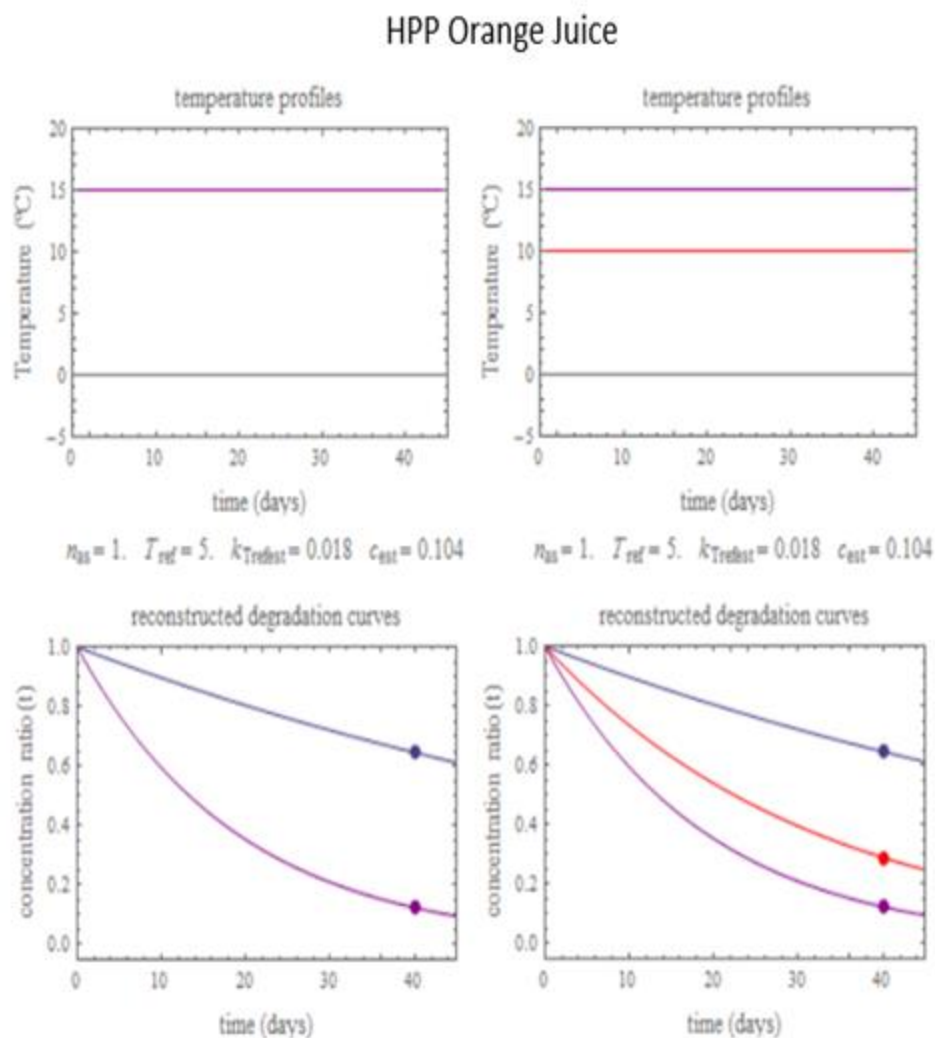 HPP Orange Juice
temperature profiles
20
15
10
5
0
−5
Temperature (ºC)
0 10 20 30 40
time (days)
temperature profiles
20
15
10
5
0
−5
Temperature (ºC)
0 10 20 30 40
time (days)
nas = 1. Tref = 5. kTrefest = 0.018 cest = 0.104
nas = 1. Tref = 5. kTrefest = 0.018 cest = 0.104
reconstructed degradation curves
1.0
0.8
0.6
0.4
0.2
0.0
concentration ratio (t)
0 10 20 30 40
time (days)
reconstructed degradation curves
1.0
0.8
0.6
0.4
0.2
0.0
concentration ratio (t)
0 10 20 30 40
time (days)